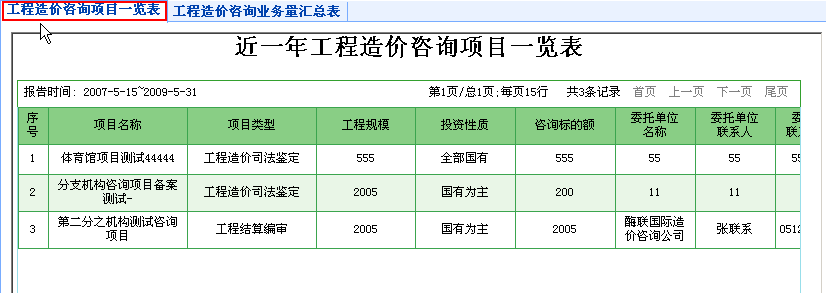 工程造价咨询项目一览表 工程造价咨询业务量汇总表
近一年工程造价咨询项目一览表
报告时间: 2007-5-15~2009-5-31 第1页/总1页;每页15行 共3条记录 首页 上一页 下一页 尾页
序号 项目名称 项目类型 工程规模 投资性质 咨询标的额 委托单位名称 委托单位联系人
1 体育馆项目测试44444 工程造价司法鉴定 555 全部国有 555 55 55
2 分支机构咨询项目备案测试- 工程造价司法鉴定 2005 国有为主 200 11 11
3 第二分之机构测试咨询项目 工程结算编审 2005 国有为主 2005 酶联国际造价咨询公司 张联系 0512